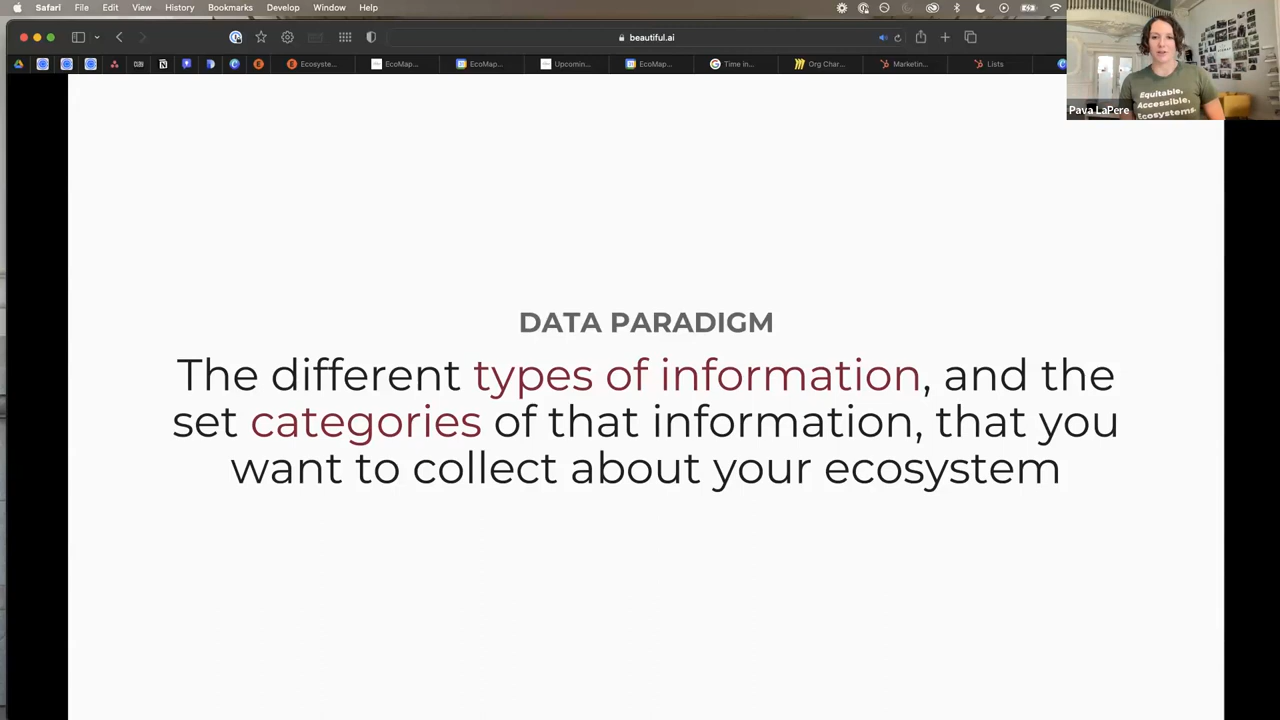 Safari File Edit View History Bookmarks Develop Window Help
beautiful.ai
Ecosyste... EcoMap... EcoMap... Upcomin... EcoMap... Time in... Org Char... Marketin... Lists
Equitable,
Accessible,
Ecosystems.
Pava LaPere
DATA PARADIGM
The different types of information, and the
set categories of that information, that you
want to collect about your ecosystem